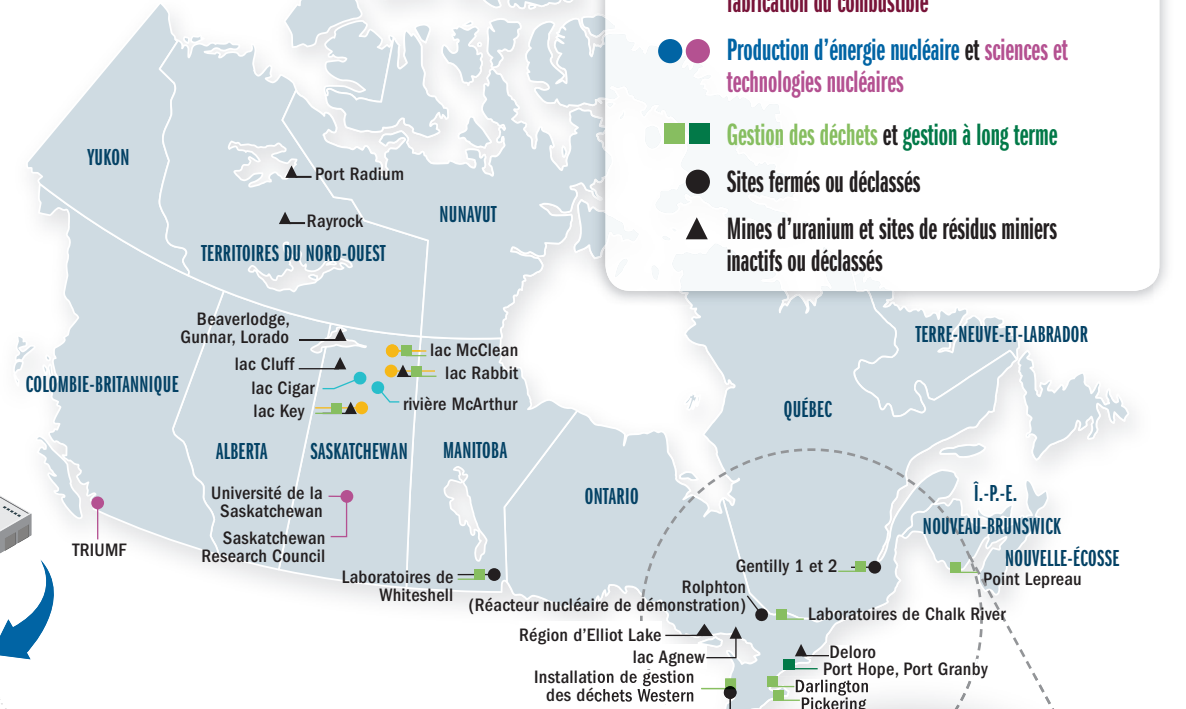 fabrication du combustible
Production d’énergie nucléaire et sciences et
technologies nucléaires
Gestion des déchets et gestion à long terme
Sites fermés ou déclassés
Mines d’uranium et sites de résidus miniers
inactifs ou déclassés
YUKON
Port Radium
Rayrock
NUNAVUT
TERRITOIRES DU NORD-OUEST
Beaverlodge,
Gunnar, Lorado
lac McClean
lac Cluff
lac Rabbit
lac Cigar
rivière McArthur
lac Key
COLOMBIE-BRITANNIQUE
ALBERTA
SASKATCHEWAN
MANITOBA
ONTARIO
QUÉBEC
TERRE-NEUVE-ET-LABRADOR
Î.-P.-E.
NOUVEAU-BRUNSWICK
NOUVELLE-ÉCOSSE
Point Lepreau
Université de la
Saskatchewan
Saskatchewan
Research Council
TRIUMF
Laboratoires de
Whiteshell
Gentilly 1 et 2
Rolphton
(Réacteur nucléaire de démonstration)
Laboratoires de Chalk River
Région d’Elliot Lake
lac Agnew
Deloro
Port Hope, Port Granby
Installation de gestion
des déchets Western
Darlington
Pickering